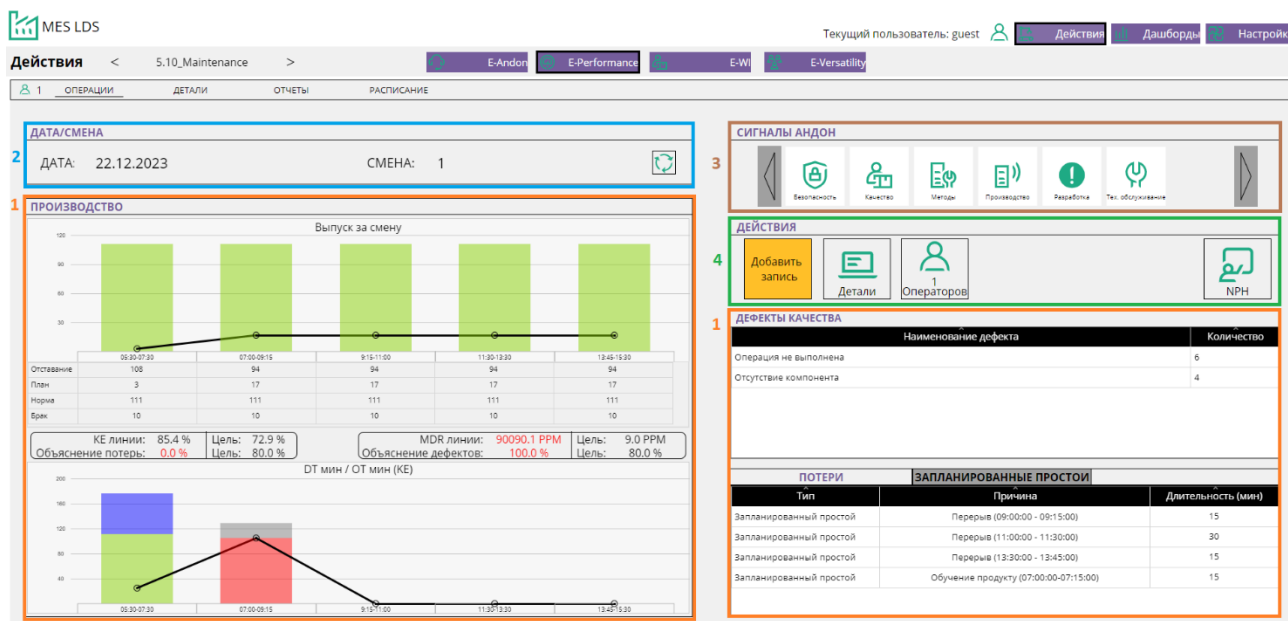 MES LDS
Текущий пользователь: guest Действия Дашборды Настройк
Действия < 5.10_Maintenance > E-Andon E-Performance E-WI E-Versatility
1 ОПЕРАЦИИ ДЕТАЛИ ОТЧЕТЫ РАСПИСАНИЕ
ДАТА/СМЕНА
2 ДАТА: 22.12.2023 СМЕНА: 1
1 ПРОИЗВОДСТВО
Выпуск за смену
120
90
60
30
05:30-07:30 07:00-09:15 9:15-11:00 11:30-13:30 13:45-15:30
Отставание 108 94 94 94 94
План 3 17 17 17 17
Норма 111 111 111 111 111
Брак 10 10 10 10 10
КЕ линии: 85.4 % Цель: 72.9 % MDR линии: 90090.1 PPM Цель: 9.0 PPM
Объяснение потерь: 0.0 % Цель: 80.0 % Объяснение дефектов: 100.0 % Цель: 80.0 %
DT мин / OT мин (KE)
200
160
120
80
40
05:30-07:30 07:00-09:15 9:15-11:00 11:30-13:30 13:45-15:30
СИГНАЛЫ АНДОН
3
Безопасность Качество Методы Производство Разработка Тех. обслуживание
ДЕЙСТВИЯ
4 Добавить запись Детали 1 Операторов NPH
1 ДЕФЕКТЫ КАЧЕСТВА
Наименование дефекта Количество
Операция не выполнена 6
Отсутствие компонента 4
ПОТЕРИ ЗАПЛАНИРОВАННЫЕ ПРОСТОИ
Тип Причина Длительность (мин)
Запланированный простой Перерыв (09:00:00 - 09:15:00) 15
Запланированный простой Перерыв (11:00:00 - 11:30:00) 30
Запланированный простой Перерыв (13:30:00 - 13:45:00) 15
Запланированный простой Обучение продукту (07:00:00-07:15:00) 15